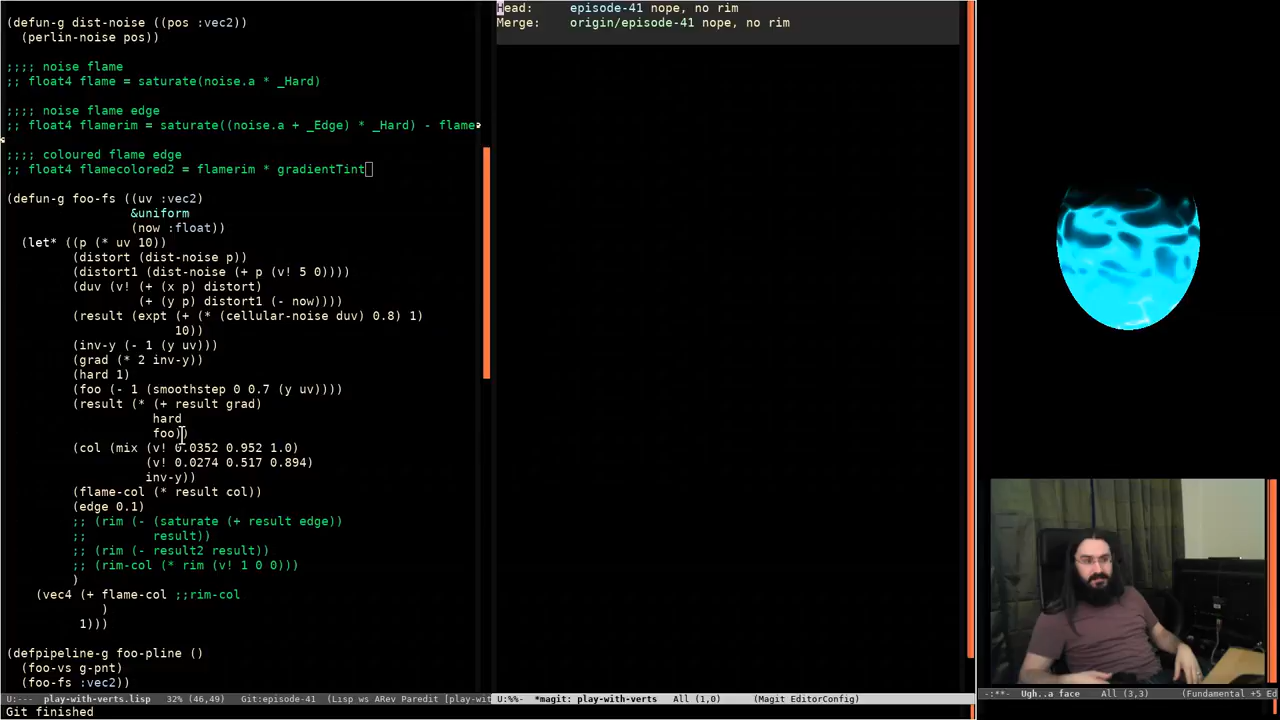 (defun-g dist-noise ((pos :vec2))
(perlin-noise pos))
;;;; noise flame
;; float4 flame = saturate(noise.a * _Hard)
;;;; noise flame edge
;; float4 flamerim = saturate((noise.a + _Edge) * _Hard) - flame
;;;; coloured flame edge
;; float4 flamecolored2 = flamerim * gradientTint
(defun-g foo-fs ((uv :vec2)
&uniform
(now :float))
(let* ((p (* uv 10))
(distort (dist-noise p))
(distort1 (dist-noise (+ p (v! 5 0))))
(duv (v! (+ (x p) distort)
(+ (y p) distort1 (- now))))
(result (expt (+ (* (cellular-noise duv) 0.8) 1)
10))
(inv-y (- 1 (y uv)))
(grad (* 2 inv-y))
(hard 1)
(foo (- 1 (smoothstep 0 0.7 (y uv))))
(result (* (+ result grad)
hard
foo))
(col (mix (v! 0.0352 0.952 1.0)
(v! 0.0274 0.517 0.894)
inv-y))
(flame-col (* result col))
(edge 0.1)
;; (rim (- (saturate (+ result edge))
;; result))
;; (rim (- result2 result))
;; (rim-col (* rim (v! 1 0 0)))
)
(vec4 (+ flame-col ;;rim-col
)
1)))
(defpipeline-g foo-pline ()
(foo-vs g-pnt)
(foo-fs :vec2))
U:--- play-with-verts.lisp 32% (46,49) Git:episode-41 (Lisp ws ARev Paredit [play-wit
Git finished
Head: episode-41 nope, no rim
Merge: origin/episode-41 nope, no rim
U:%%- *magit: play-with-verts All (1,0) (Magit EditorConfig)
-:**- Ugh..a face All (3,3) (Fundamental +5 Ed